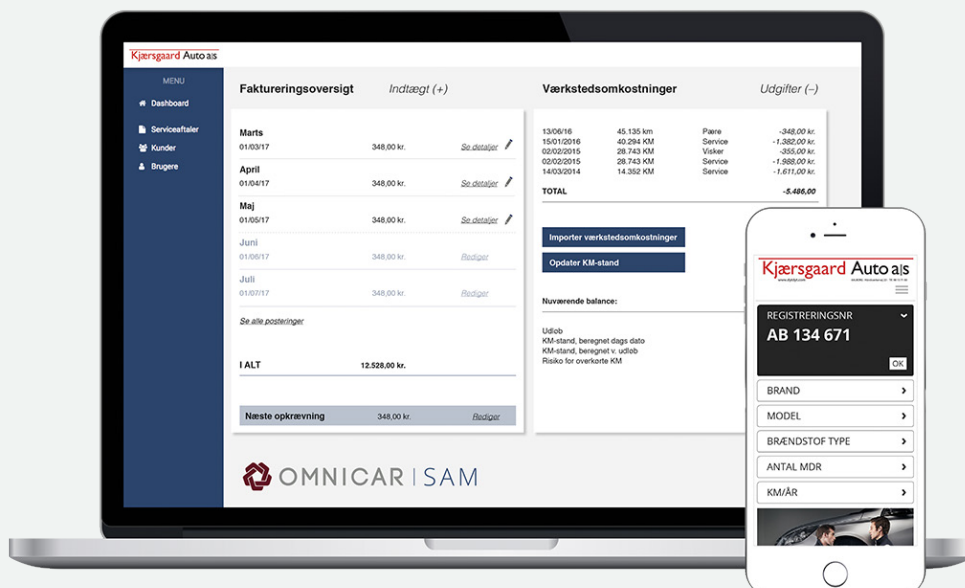 Kjærsgaard Auto a|s
MENU
Dashboard
Serviceaftaler
Kunder
Brugere
Faktureringsoversigt Indtægt (+)
Marts
01/03/17 348,00 kr. Se detaljer
April
01/04/17 348,00 kr. Se detaljer
Maj
01/05/17 348,00 kr. Se detaljer
Juni
01/06/17 348,00 kr. Rediger
Juli
01/07/17 348,00 kr. Rediger
Se alle posteringer
I ALT 12.528,00 kr.
Næste opkrævning 348,00 kr. Rediger
Værkstedsomkostninger Udgifter (–)
13/06/16 45.135 km Pære -348,00 kr.
15/01/2016 40.294 KM Service -1.382,00 kr.
02/02/2015 28.743 KM Visker -355,00 kr.
02/02/2015 28.743 KM Service -1.988,00 kr.
14/03/2014 14.352 KM Service -1.611,00 kr.
TOTAL -5.486,00
Importer værkstedsomkostninger
Opdater KM-stand
Nuværende balance:
Udløb
KM-stand, beregnet dags dato
KM-stand, beregnet v. udløb
Risiko for overkørte KM
OMNICAR | SAM
Kjærsgaard Auto a|s
REGISTRERINGSNR
AB 134 671
OK
BRAND
MODEL
BRÆNDSTOF TYPE
ANTAL MDR
KM/ÅR